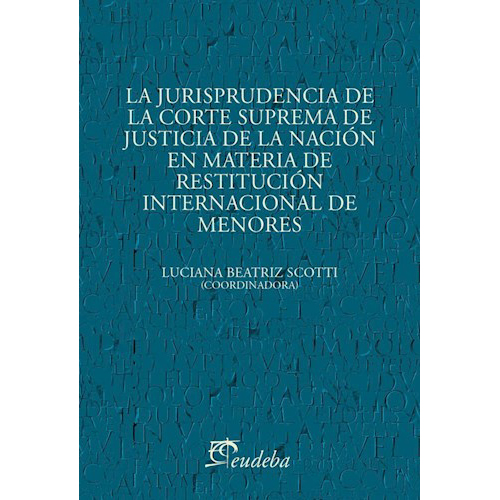 LA JURISPRUDENCIA DE
LA CORTE SUPREMA DE
JUSTICIA DE LA NACIÓN
EN MATERIA DE
RESTITUCIÓN
INTERNACIONAL DE
MENORES
LUCIANA BEATRIZ SCOTTI
(COORDINADORA)
eudeba